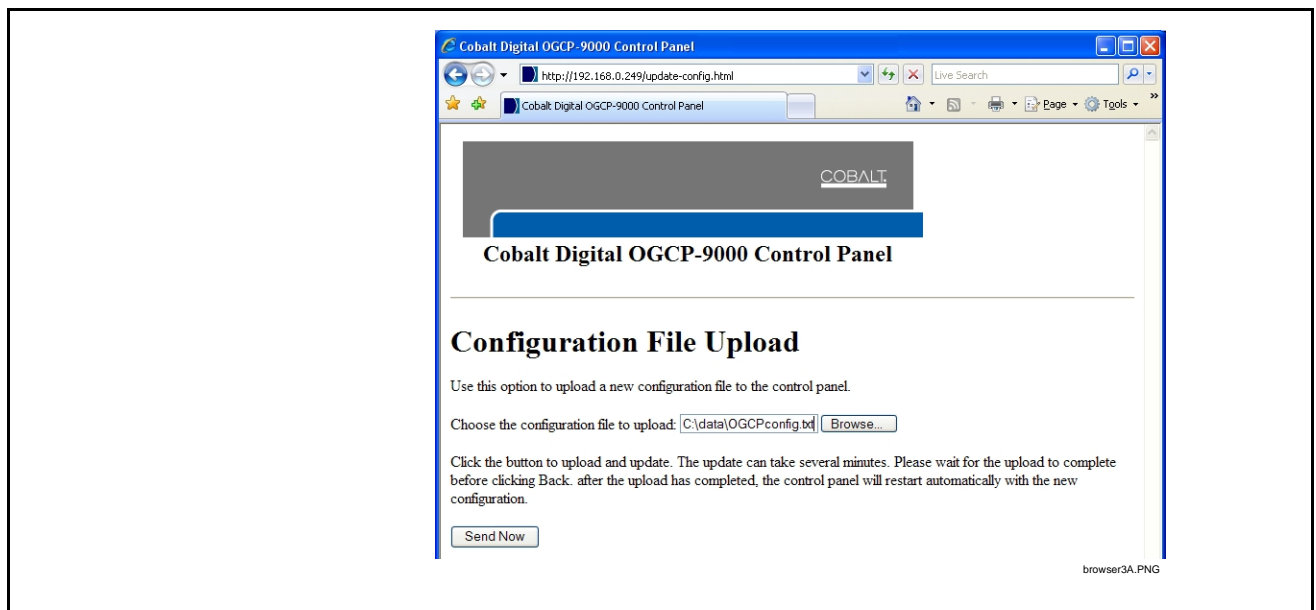 Cobalt Digital OGCP-9000 Control Panel
http://192.168.0.249/update-config.html
Live Search
Cobalt Digital OGCP-9000 Control Panel
Page
Tools
»
COBALT.
Cobalt Digital OGCP-9000 Control Panel
Configuration File Upload
Use this option to upload a new configuration file to the control panel.
Choose the configuration file to upload: C:\data\OGCPconfig.txt Browse...
Click the button to upload and update. The update can take several minutes. Please wait for the upload to complete
before clicking Back. after the upload has completed, the control panel will restart automatically with the new
configuration.
Send Now
browser3A.PNG